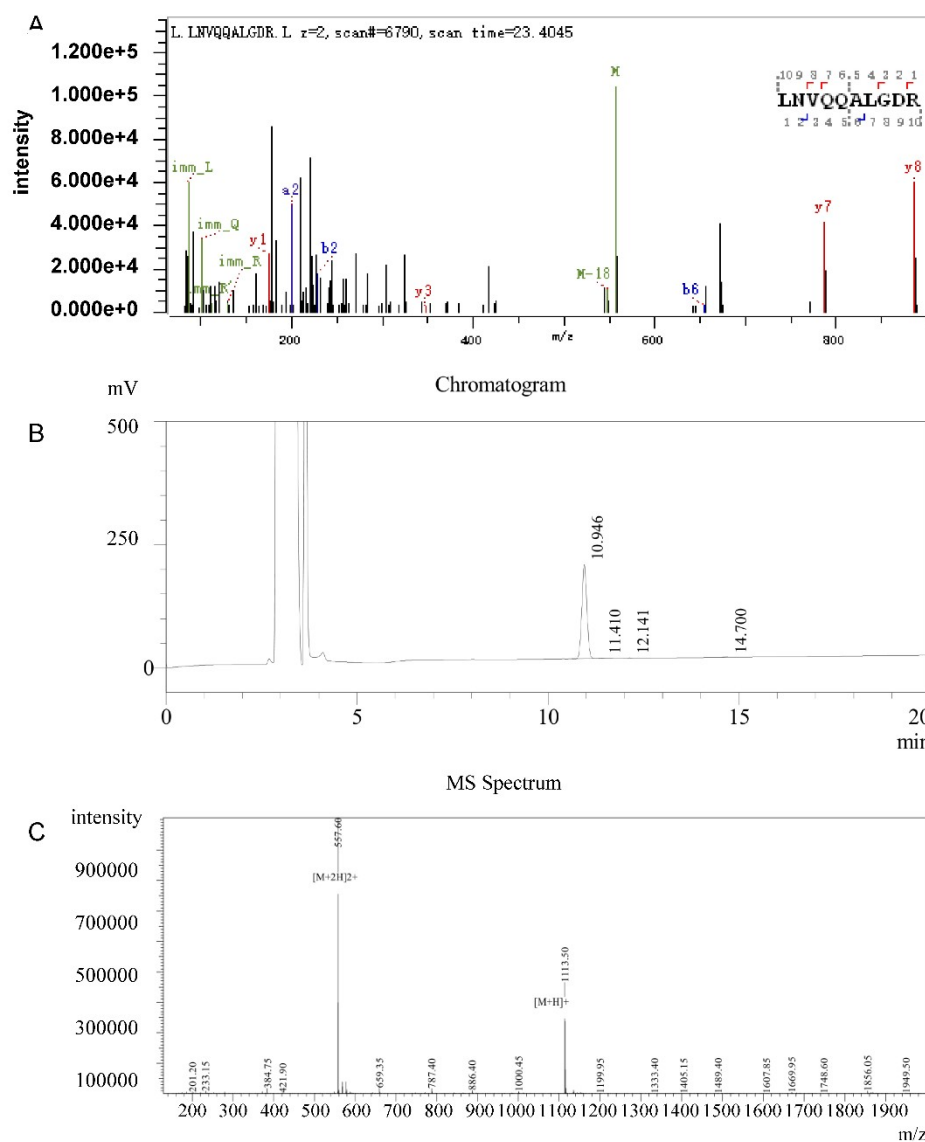 A
L.LNVQQALGDR.L z=2,scan#=6790,scan time=23.4045
1.200e+5
1.000e+5
8.000e+4
6.000e+4
4.000e+4
2.000e+4
0.000e+0
intensity
M
10 9 8 7 6 5 4 3 2 1
LNVQQALGDR
1 2 3 4 5 6 7 8 9 10
imm_L
a2
y8
imm_Q
y7
y1
imm_R
b2
imm_R
y3
M-18
b6
200
400
m/z
600
800
mV
Chromatogram
B
500
250
0
10.946
11.410
12.141
14.700
0
5
10
15
20
min
MS Spectrum
C
intensity
900000
700000
500000
300000
100000
557.60
[M+2H]2+
1113.50
[M+H]+
201.20
233.15
384.75
421.90
659.35
787.40
886.40
1000.45
1199.95
1333.40
1405.15
1489.40
1607.85
1669.95
1748.60
1856.05
1949.50
200 300 400 500 600 700 800 900 1000 1100 1200 1300 1400 1500 1600 1700 1800 1900
m/z